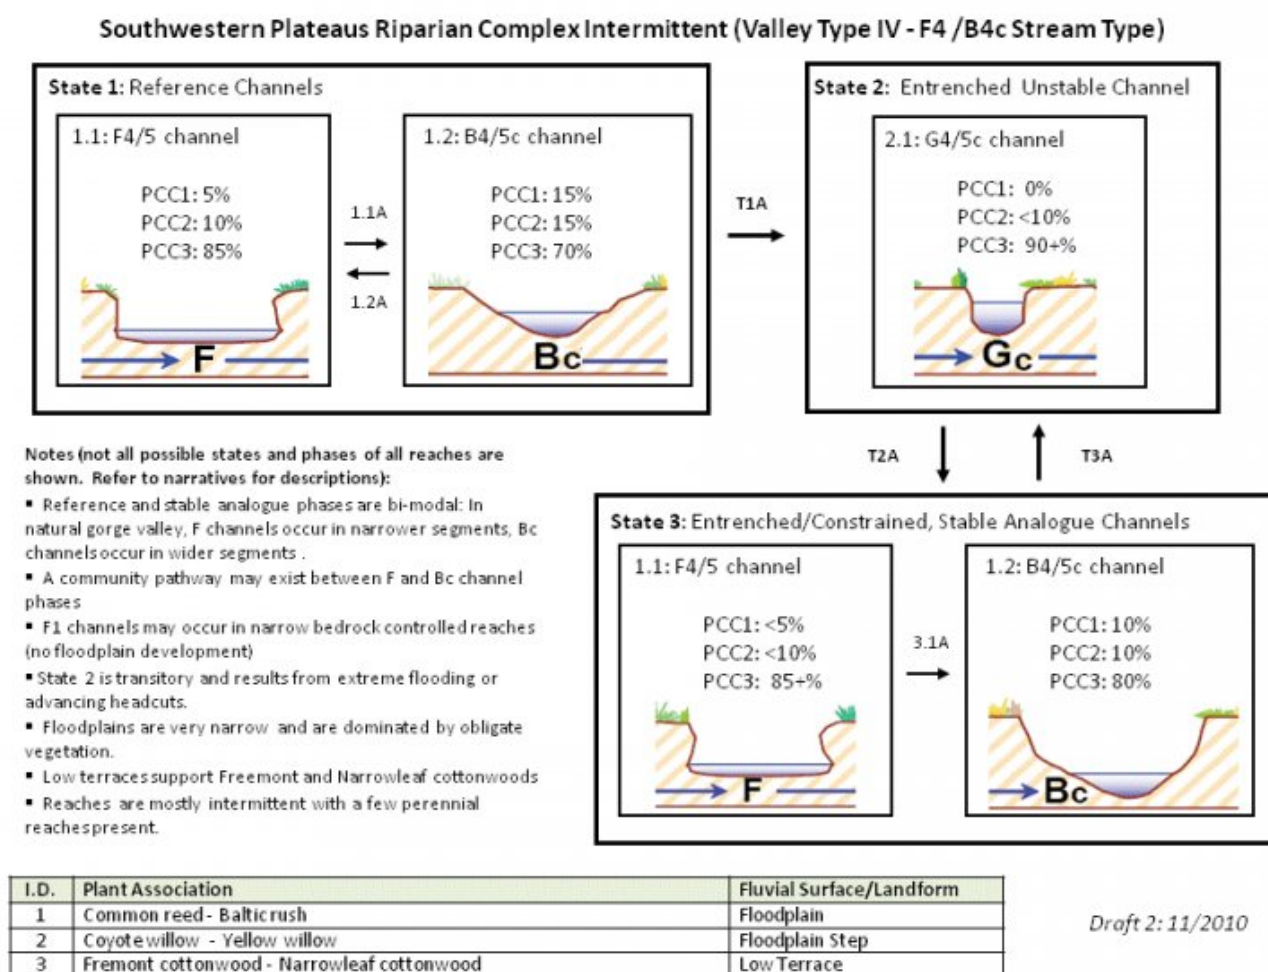 Southwestern Plateaus Riparian Complex Intermittent (Valley Type IV - F4 /B4c Stream Type)
State 1: Reference Channels
1.1: F4/5 channel
PCC1: 5%
PCC2: 10%
PCC3: 85%
F
1.1A
1.2A
1.2: B4/5c channel
PCC1: 15%
PCC2: 15%
PCC3: 70%
Bc
T1A
State 2: Entrenched Unstable Channel
2.1: G4/5c channel
PCC1: 0%
PCC2: <10%
PCC3: 90+%
Gc
T2A
T3A
Notes (not all possible states and phases of all reaches are
shown. Refer to narratives for descriptions):
▪ Reference and stable analogue phases are bi-modal: In
natural gorge valley, F channels occur in narrower segments, Bc
channels occur in wider segments .
▪ A community pathway may exist between F and Bc channel
phases
▪ F1 channels may occur in narrow bedrock controlled reaches
(no floodplain development)
▪ State 2 is transitory and results from extreme flooding or
advancing headcuts.
▪ Floodplains are very narrow and are dominated by obligate
vegetation.
▪ Low terraces support Freemont and Narrowleaf cottonwoods
▪ Reaches are mostly intermittent with a few perennial
reaches present.
State 3: Entrenched/Constrained, Stable Analogue Channels
1.1: F4/5 channel
PCC1: <5%
PCC2: <10%
PCC3: 85+%
F
3.1A
1.2: B4/5c channel
PCC1: 10%
PCC2: 10%
PCC3: 80%
Bc
I.D. Plant Association Fluvial Surface/Landform
1 Common reed - Baltic rush Floodplain
2 Coyote willow - Yellow willow Floodplain Step
3 Fremont cottonwood - Narrowleaf cottonwood Low Terrace
Draft 2: 11/2010